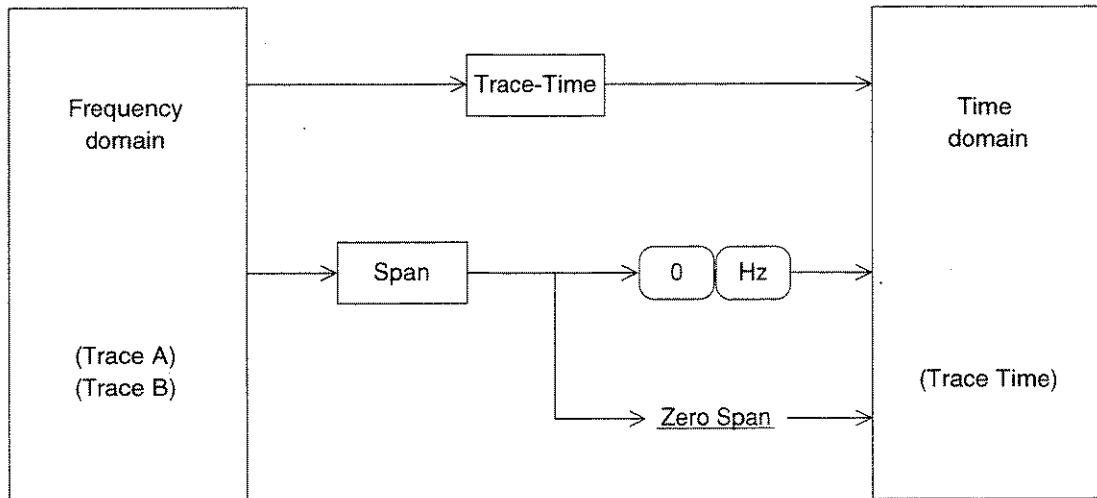 Trace-Time
Frequency
domain
Time
domain
Span
0
Hz
(Trace A)
(Trace B)
(Trace Time)
Zero Span